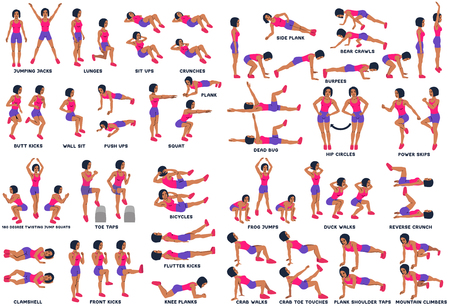 SIDE PLANK
BEAR CRAWLS
JUMPING JACKS
LUNGES
SIT UPS
CRUNCHES
BURPEES
PLANK
BUTT KICKS
WALL SIT
PUSH UPS
SQUAT
DEAD BUG
HIP CIRCLES
POWER SKIPS
180 DEGREE TWISTING JUMP SQUATS
TOE TAPS
BICYCLES
FROG JUMPS
DUCK WALKS
REVERSE CRUNCH
FLUTTER KICKS
CLAMSHELL
FRONT KICKS
KNEE PLANKS
CRAB WALKS
CRAB TOE TOUCHES
PLANK SHOULDER TAPS
MOUNTAIN CLIMBERS